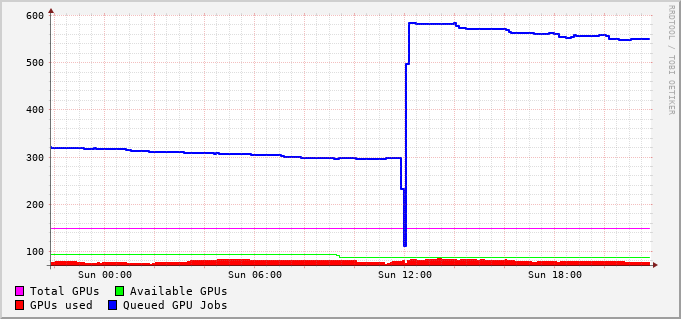 600
500
400
300
200
100
Sun 00:00 Sun 06:00 Sun 12:00 Sun 18:00
Total GPUs Available GPUs
GPUs used Queued GPU Jobs
RRDTOOL / TOBI OETIKER